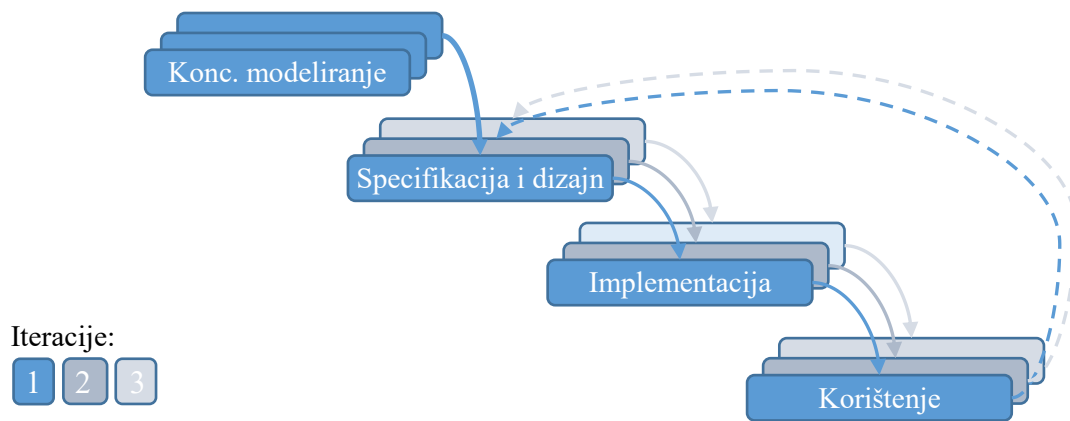 Konc. modeliranje
Specifikacija i dizajn
Implementacija
Iteracije:
1 2 3
Korištenje